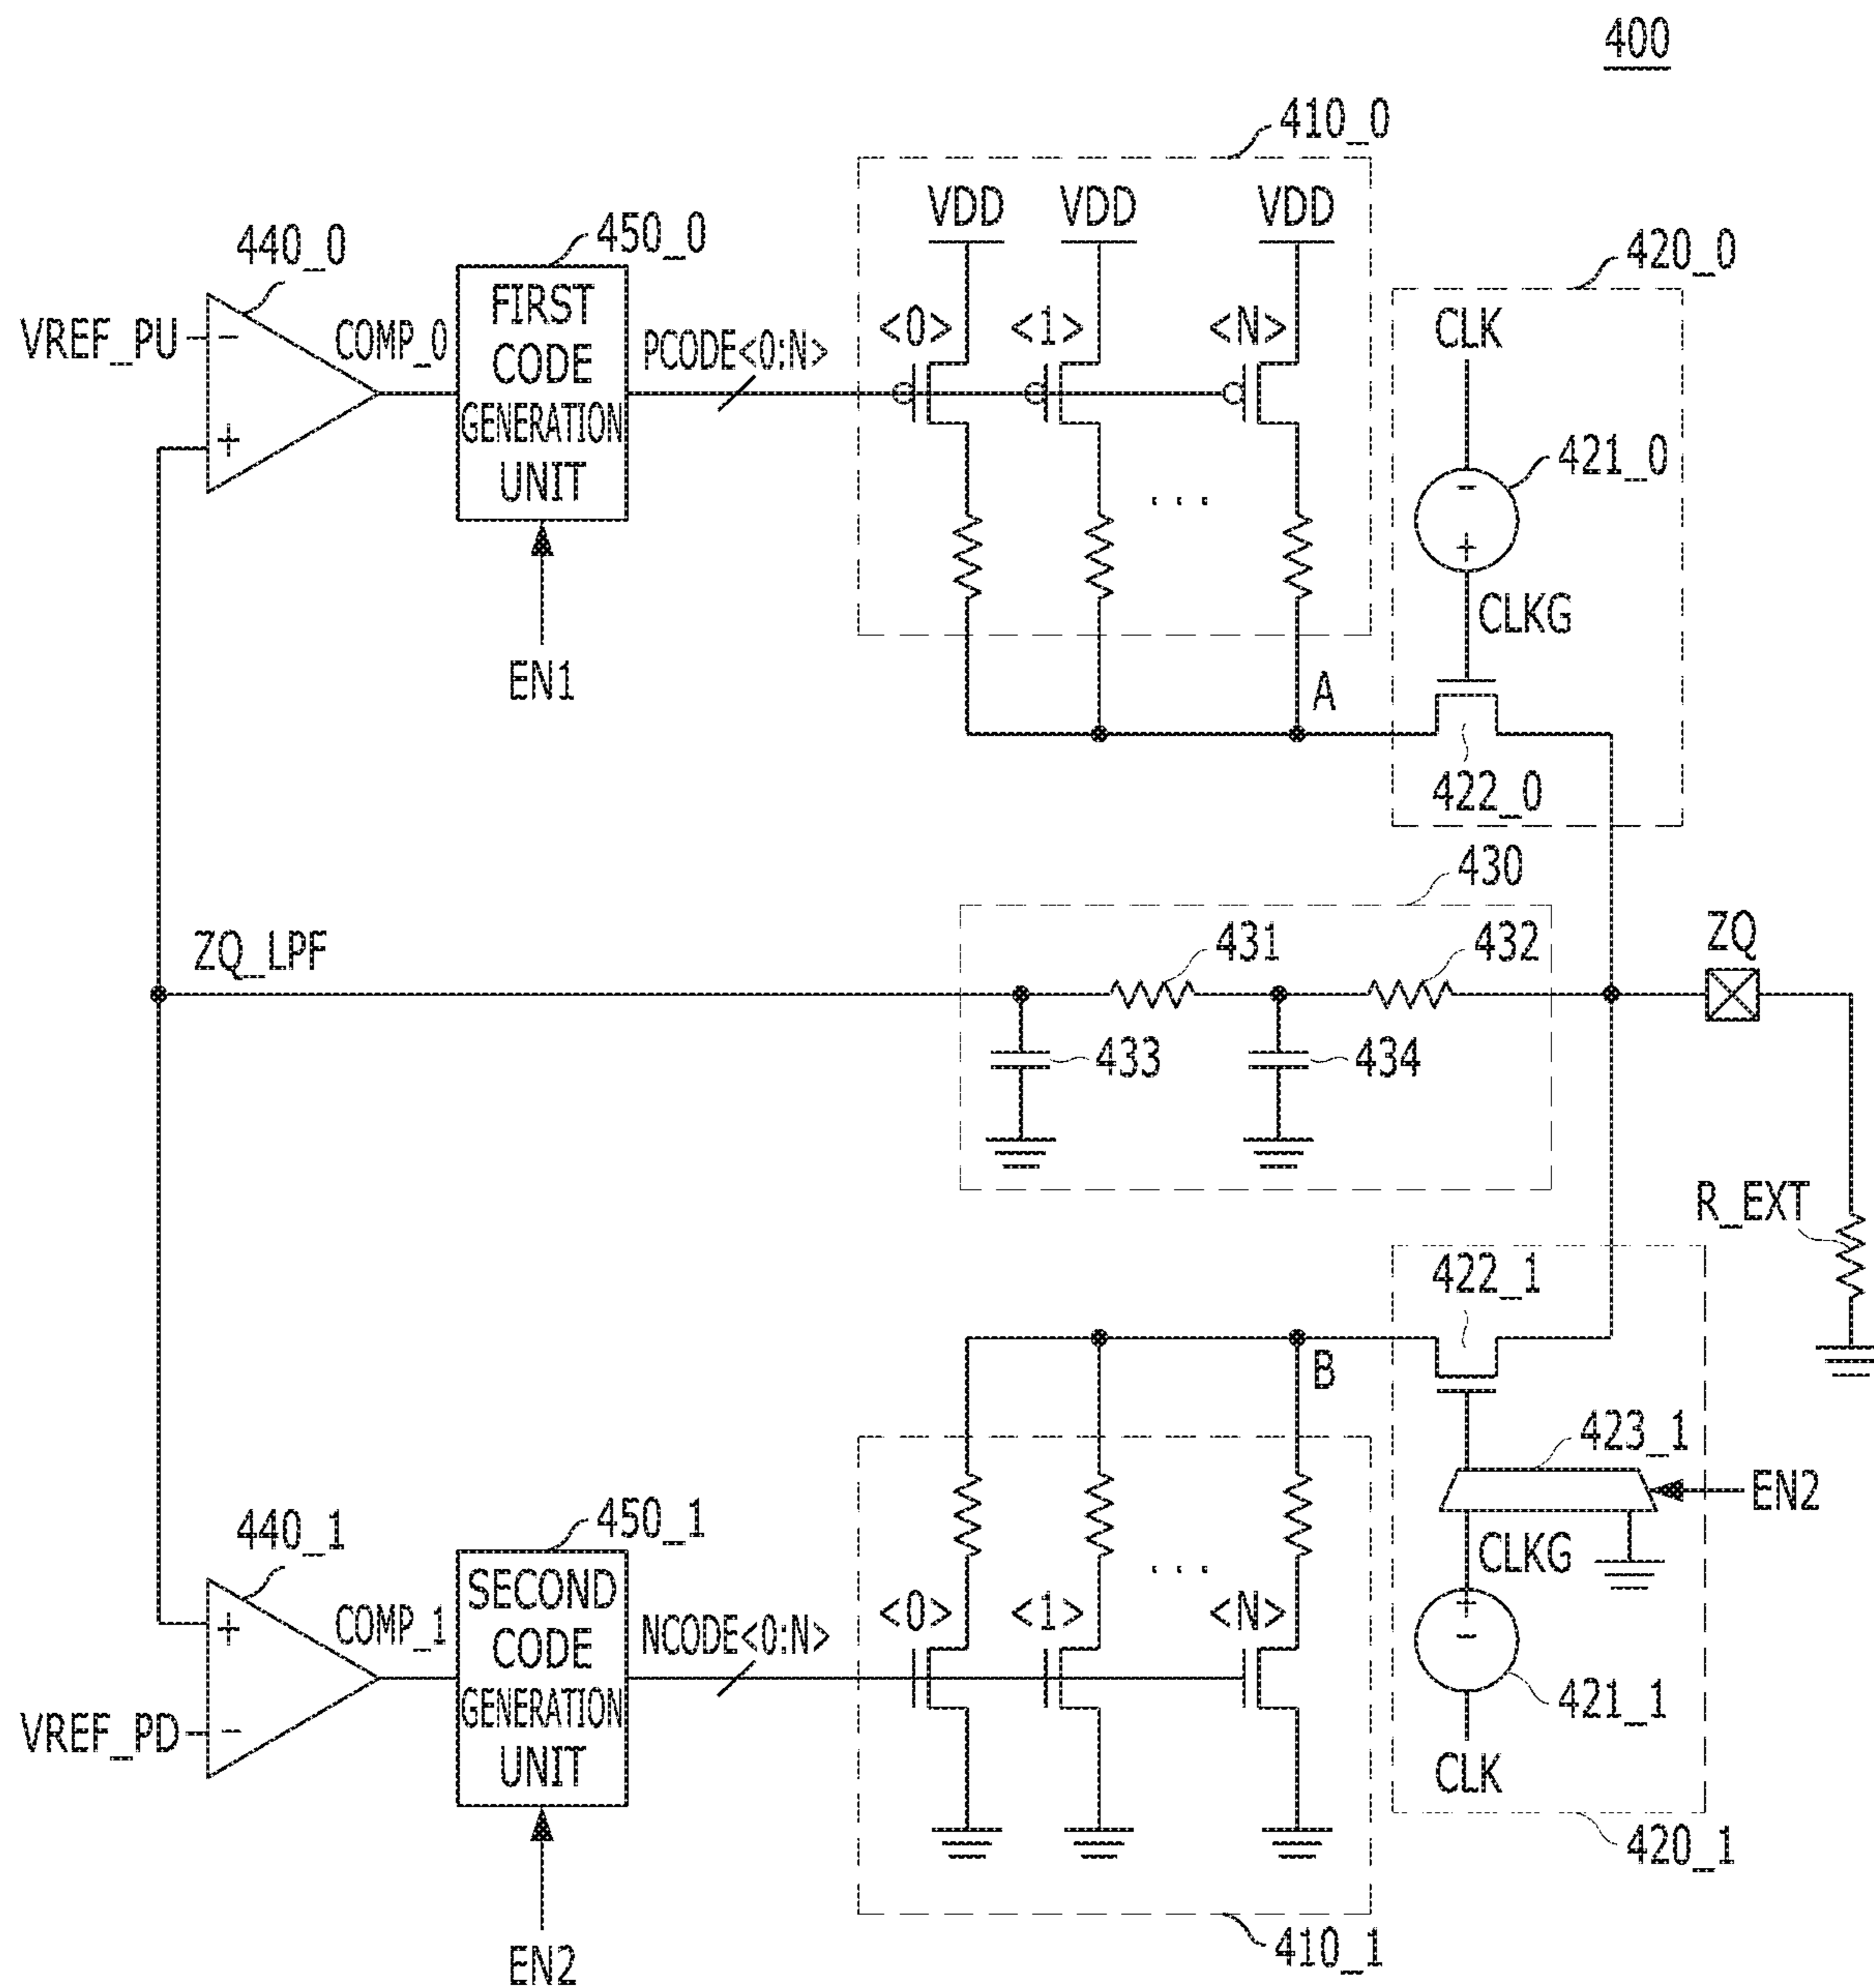 400
410_0
VDD VDD VDD
440_0
450_0
420_0
VREF_PU
−
+
COMP_0
FIRST
CODE
GENERATION
UNIT
PCODE<0:N>
<0> <1> <N>
CLK
421_0
−
+
. . .
CLKG
EN1
A
422_0
430
ZQ_LPF
431
432
ZQ
433
434
R_EXT
422_1
B
423_1
EN2
440_1
450_1
CLKG
+
−
COMP_1
SECOND
CODE
GENERATION
UNIT
NCODE<0:N>
<0> <1> <N>
. . .
+
−
421_1
VREF_PD
CLK
420_1
EN2
410_1